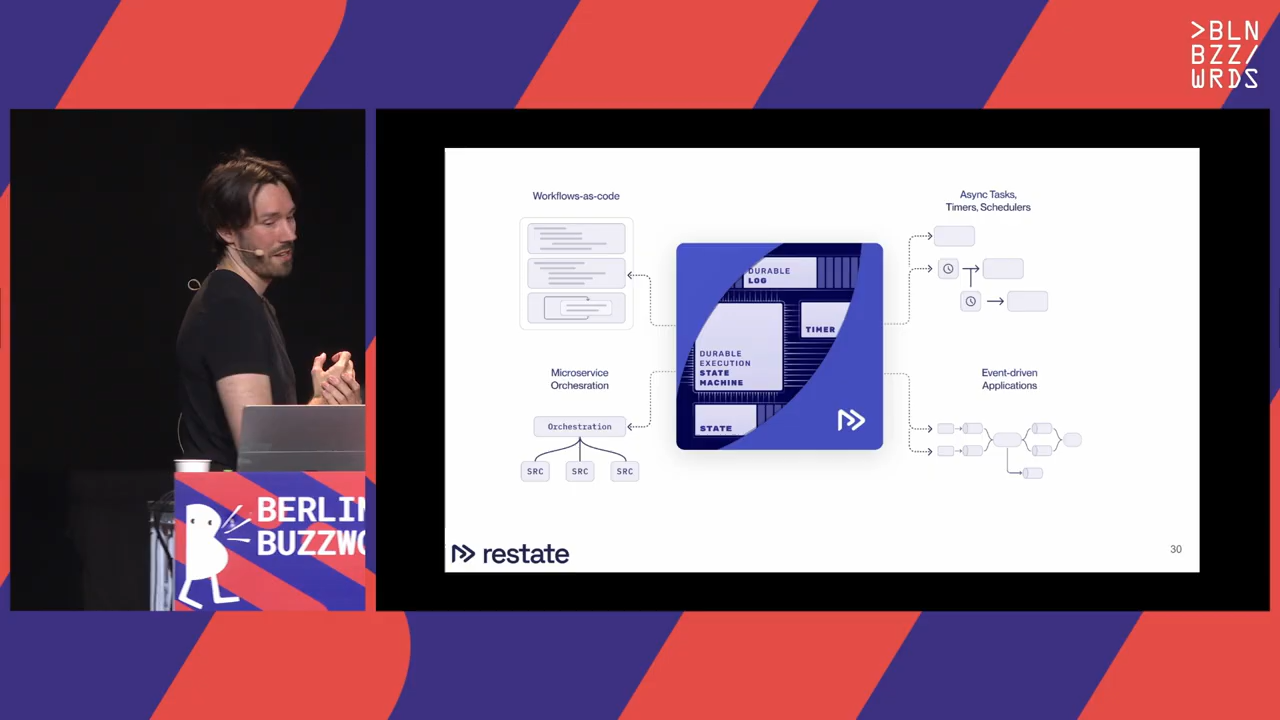 >BLN
BZZ/
WRDS
Workflows-as-code
Async Tasks,
Timers, Schedulers
DURABLE
LOG
TIMER
DURABLE
EXECUTION
STATE
MACHINE
STATE
Microservice
Orchesration
Orchestration
SRC SRC SRC
Event-driven
Applications
restate
30
BERLIN
BUZZWO